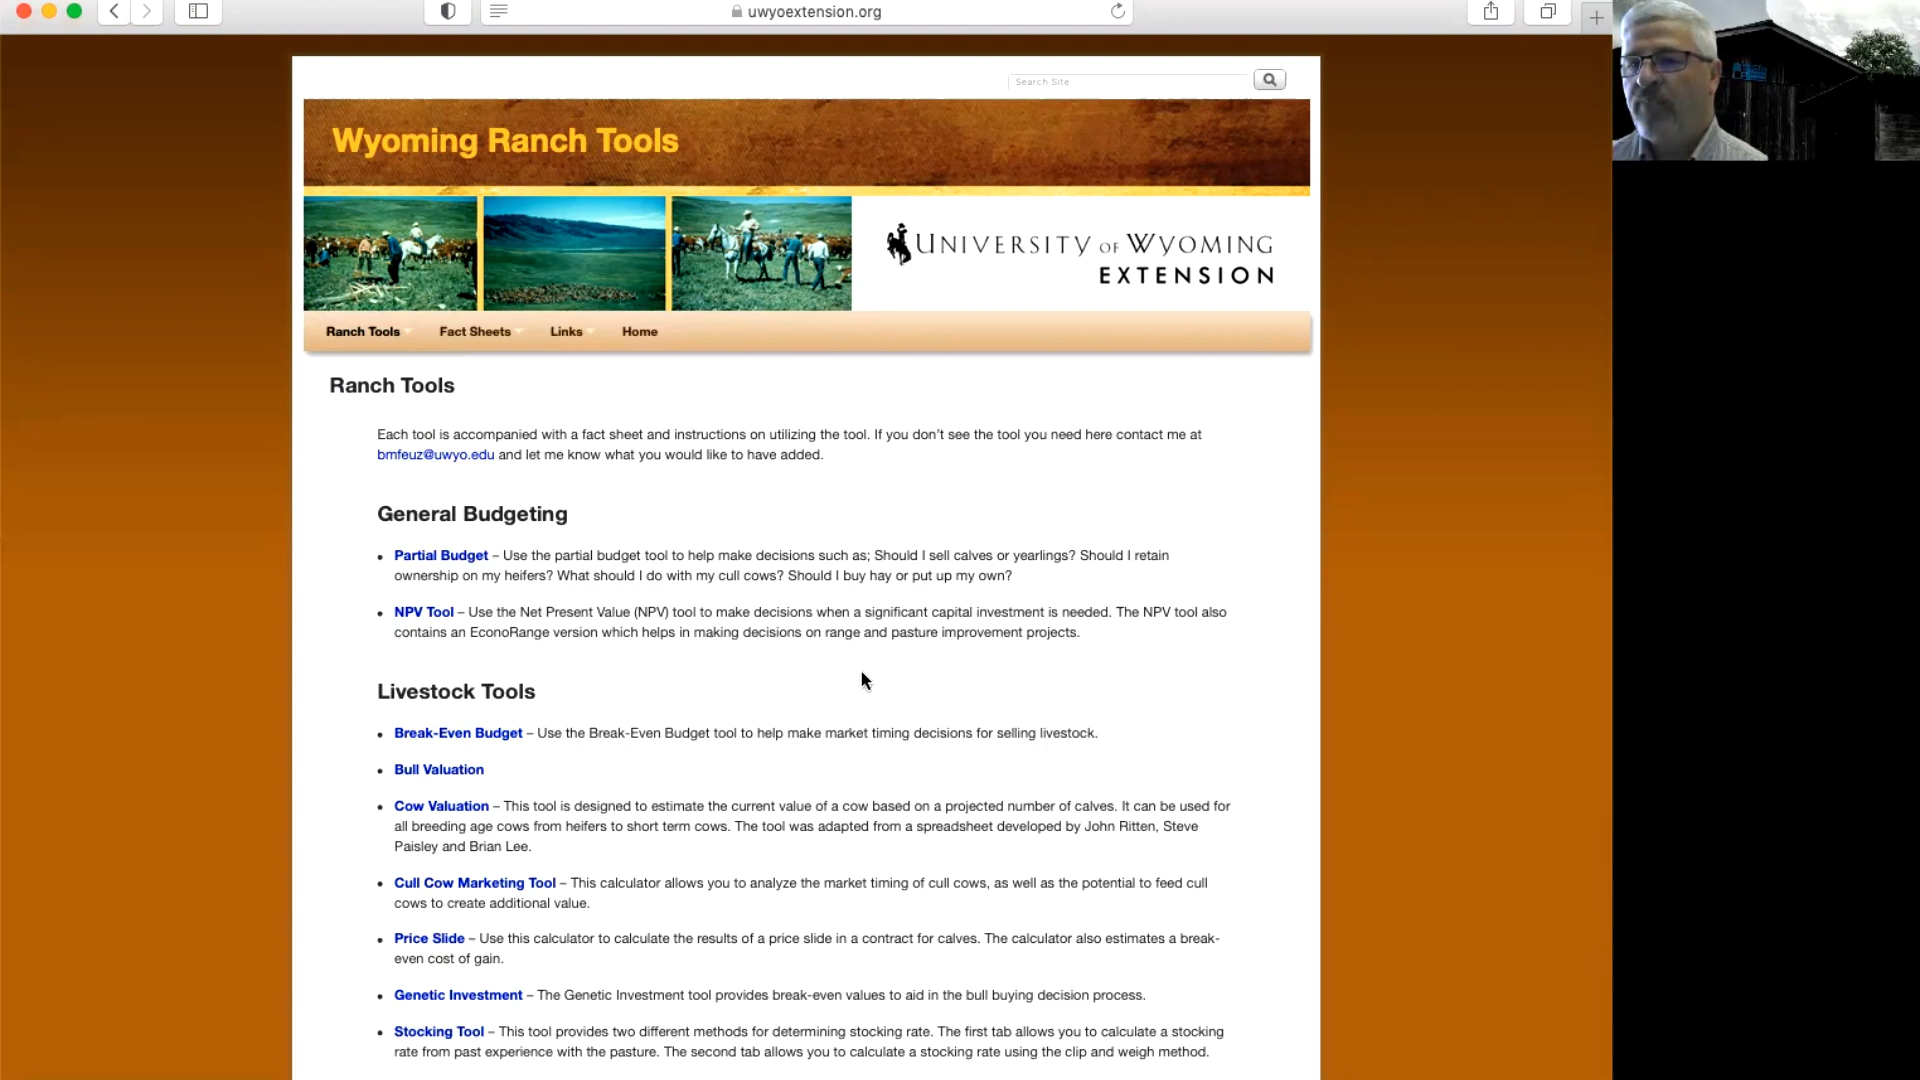 uwyoextension.org
Search Site
Wyoming Ranch Tools
UNIVERSITY OF WYOMING
EXTENSION
Ranch Tools Fact Sheets Links Home
Ranch Tools
Each tool is accompanied with a fact sheet and instructions on utilizing the tool. If you don’t see the tool you need here contact me at
bmfeuz@uwyo.edu and let me know what you would like to have added.
General Budgeting
• Partial Budget – Use the partial budget tool to help make decisions such as; Should I sell calves or yearlings? Should I retain
ownership on my heifers? What should I do with my cull cows? Should I buy hay or put up my own?
• NPV Tool – Use the Net Present Value (NPV) tool to make decisions when a significant capital investment is needed. The NPV tool also
contains an EconoRange version which helps in making decisions on range and pasture improvement projects.
Livestock Tools
• Break-Even Budget – Use the Break-Even Budget tool to help make market timing decisions for selling livestock.
• Bull Valuation
• Cow Valuation – This tool is designed to estimate the current value of a cow based on a projected number of calves. It can be used for
all breeding age cows from heifers to short term cows. The tool was adapted from a spreadsheet developed by John Ritten, Steve
Paisley and Brian Lee.
• Cull Cow Marketing Tool – This calculator allows you to analyze the market timing of cull cows, as well as the potential to feed cull
cows to create additional value.
• Price Slide – Use this calculator to calculate the results of a price slide in a contract for calves. The calculator also estimates a break-
even cost of gain.
• Genetic Investment – The Genetic Investment tool provides break-even values to aid in the bull buying decision process.
• Stocking Tool – This tool provides two different methods for determining stocking rate. The first tab allows you to calculate a stocking
rate from past experience with the pasture. The second tab allows you to calculate a stocking rate using the clip and weigh method.